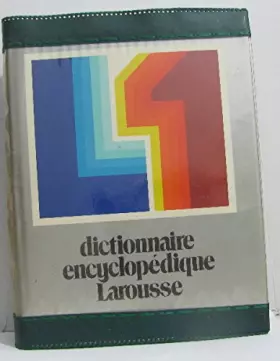 L1
dictionnaire
encyclopédique
Larousse